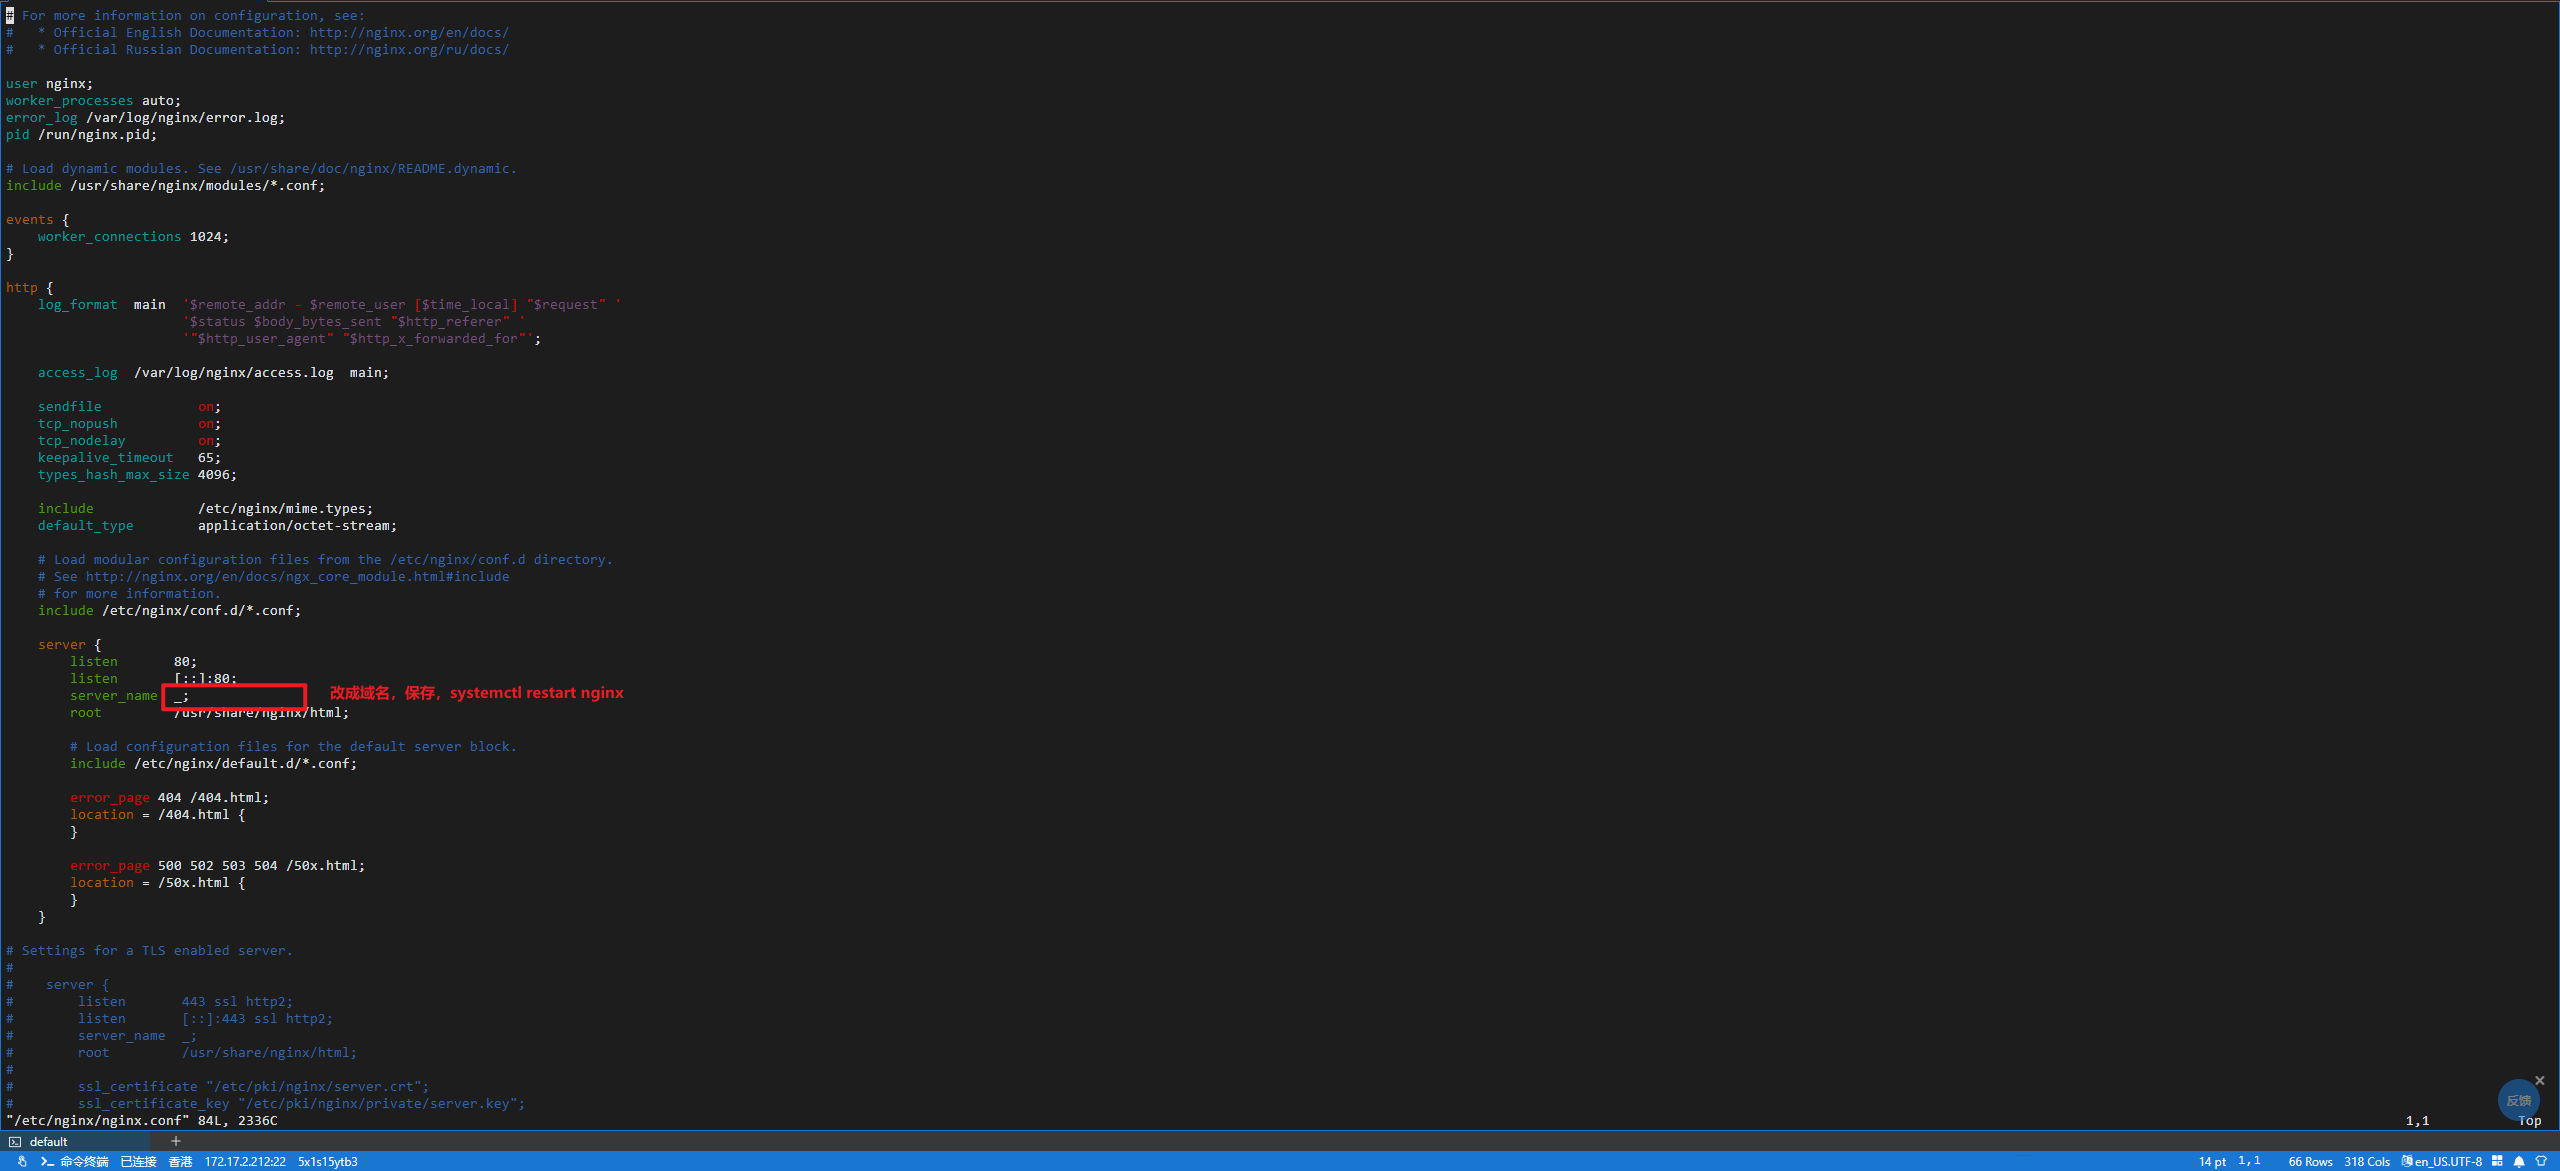 # For more information on configuration, see:
#   * Official English Documentation: http://nginx.org/en/docs/
#   * Official Russian Documentation: http://nginx.org/ru/docs/

user nginx;
worker_processes auto;
error_log /var/log/nginx/error.log;
pid /run/nginx.pid;

# Load dynamic modules. See /usr/share/doc/nginx/README.dynamic.
include /usr/share/nginx/modules/*.conf;

events {
    worker_connections 1024;
}

http {
    log_format  main  '$remote_addr - $remote_user [$time_local] "$request" '
                      '$status $body_bytes_sent "$http_referer" '
                      '"$http_user_agent" "$http_x_forwarded_for"';

    access_log  /var/log/nginx/access.log  main;

    sendfile            on;
    tcp_nopush          on;
    tcp_nodelay         on;
    keepalive_timeout   65;
    types_hash_max_size 4096;

    include             /etc/nginx/mime.types;
    default_type        application/octet-stream;

    # Load modular configuration files from the /etc/nginx/conf.d directory.
    # See http://nginx.org/en/docs/ngx_core_module.html#include
    # for more information.
    include /etc/nginx/conf.d/*.conf;

    server {
        listen       80;
        listen       [::]:80;
        server_name  _; 改成域名，保存，systemctl restart nginx
        root         /usr/share/nginx/html;

        # Load configuration files for the default server block.
        include /etc/nginx/default.d/*.conf;

        error_page 404 /404.html;
        location = /404.html {
        }

        error_page 500 502 503 504 /50x.html;
        location = /50x.html {
        }
    }

# Settings for a TLS enabled server.
#
#    server {
#        listen       443 ssl http2;
#        listen       [::]:443 ssl http2;
#        server_name  _;
#        root         /usr/share/nginx/html;
#
#        ssl_certificate "/etc/pki/nginx/server.crt";
#        ssl_certificate_key "/etc/pki/nginx/private/server.key";
反馈
"/etc/nginx/nginx.conf" 84L, 2336C 1,1 Top
default +
命令终端 已连接 香港 172.17.2.212:22 5x1s15ytb3 14 pt 1,1 66 Rows 318 Cols en_US.UTF-8